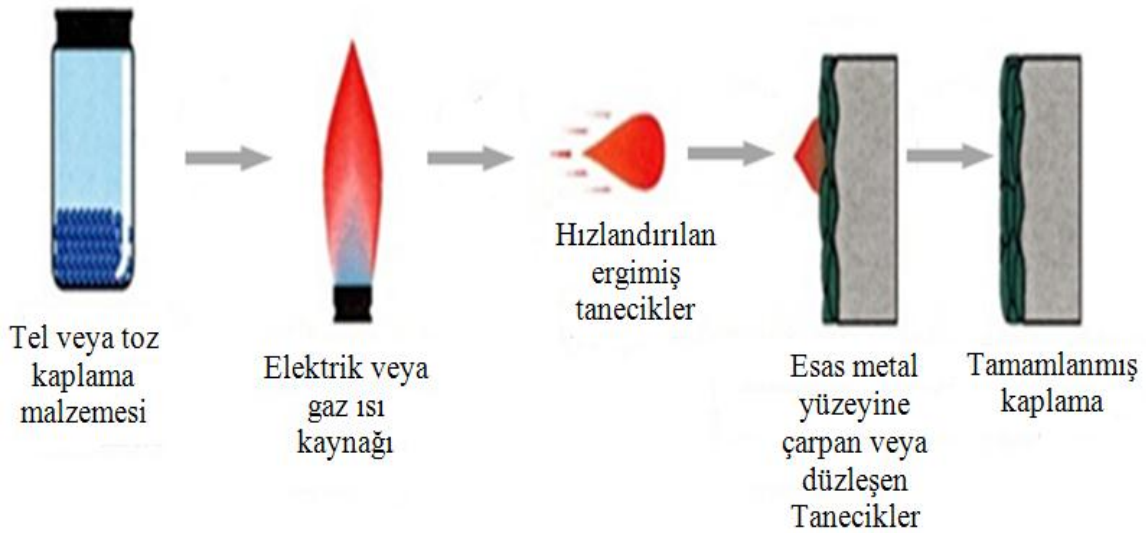 Tel veya toz
kaplama
malzemesi
Elektrik veya
gaz ısı
kaynağı
Hızlandırılan
ergimiş
tanecikler
Esas metal
yüzeyine
çarpan veya
düzleşen
Tanecikler
Tamamlanmış
kaplama